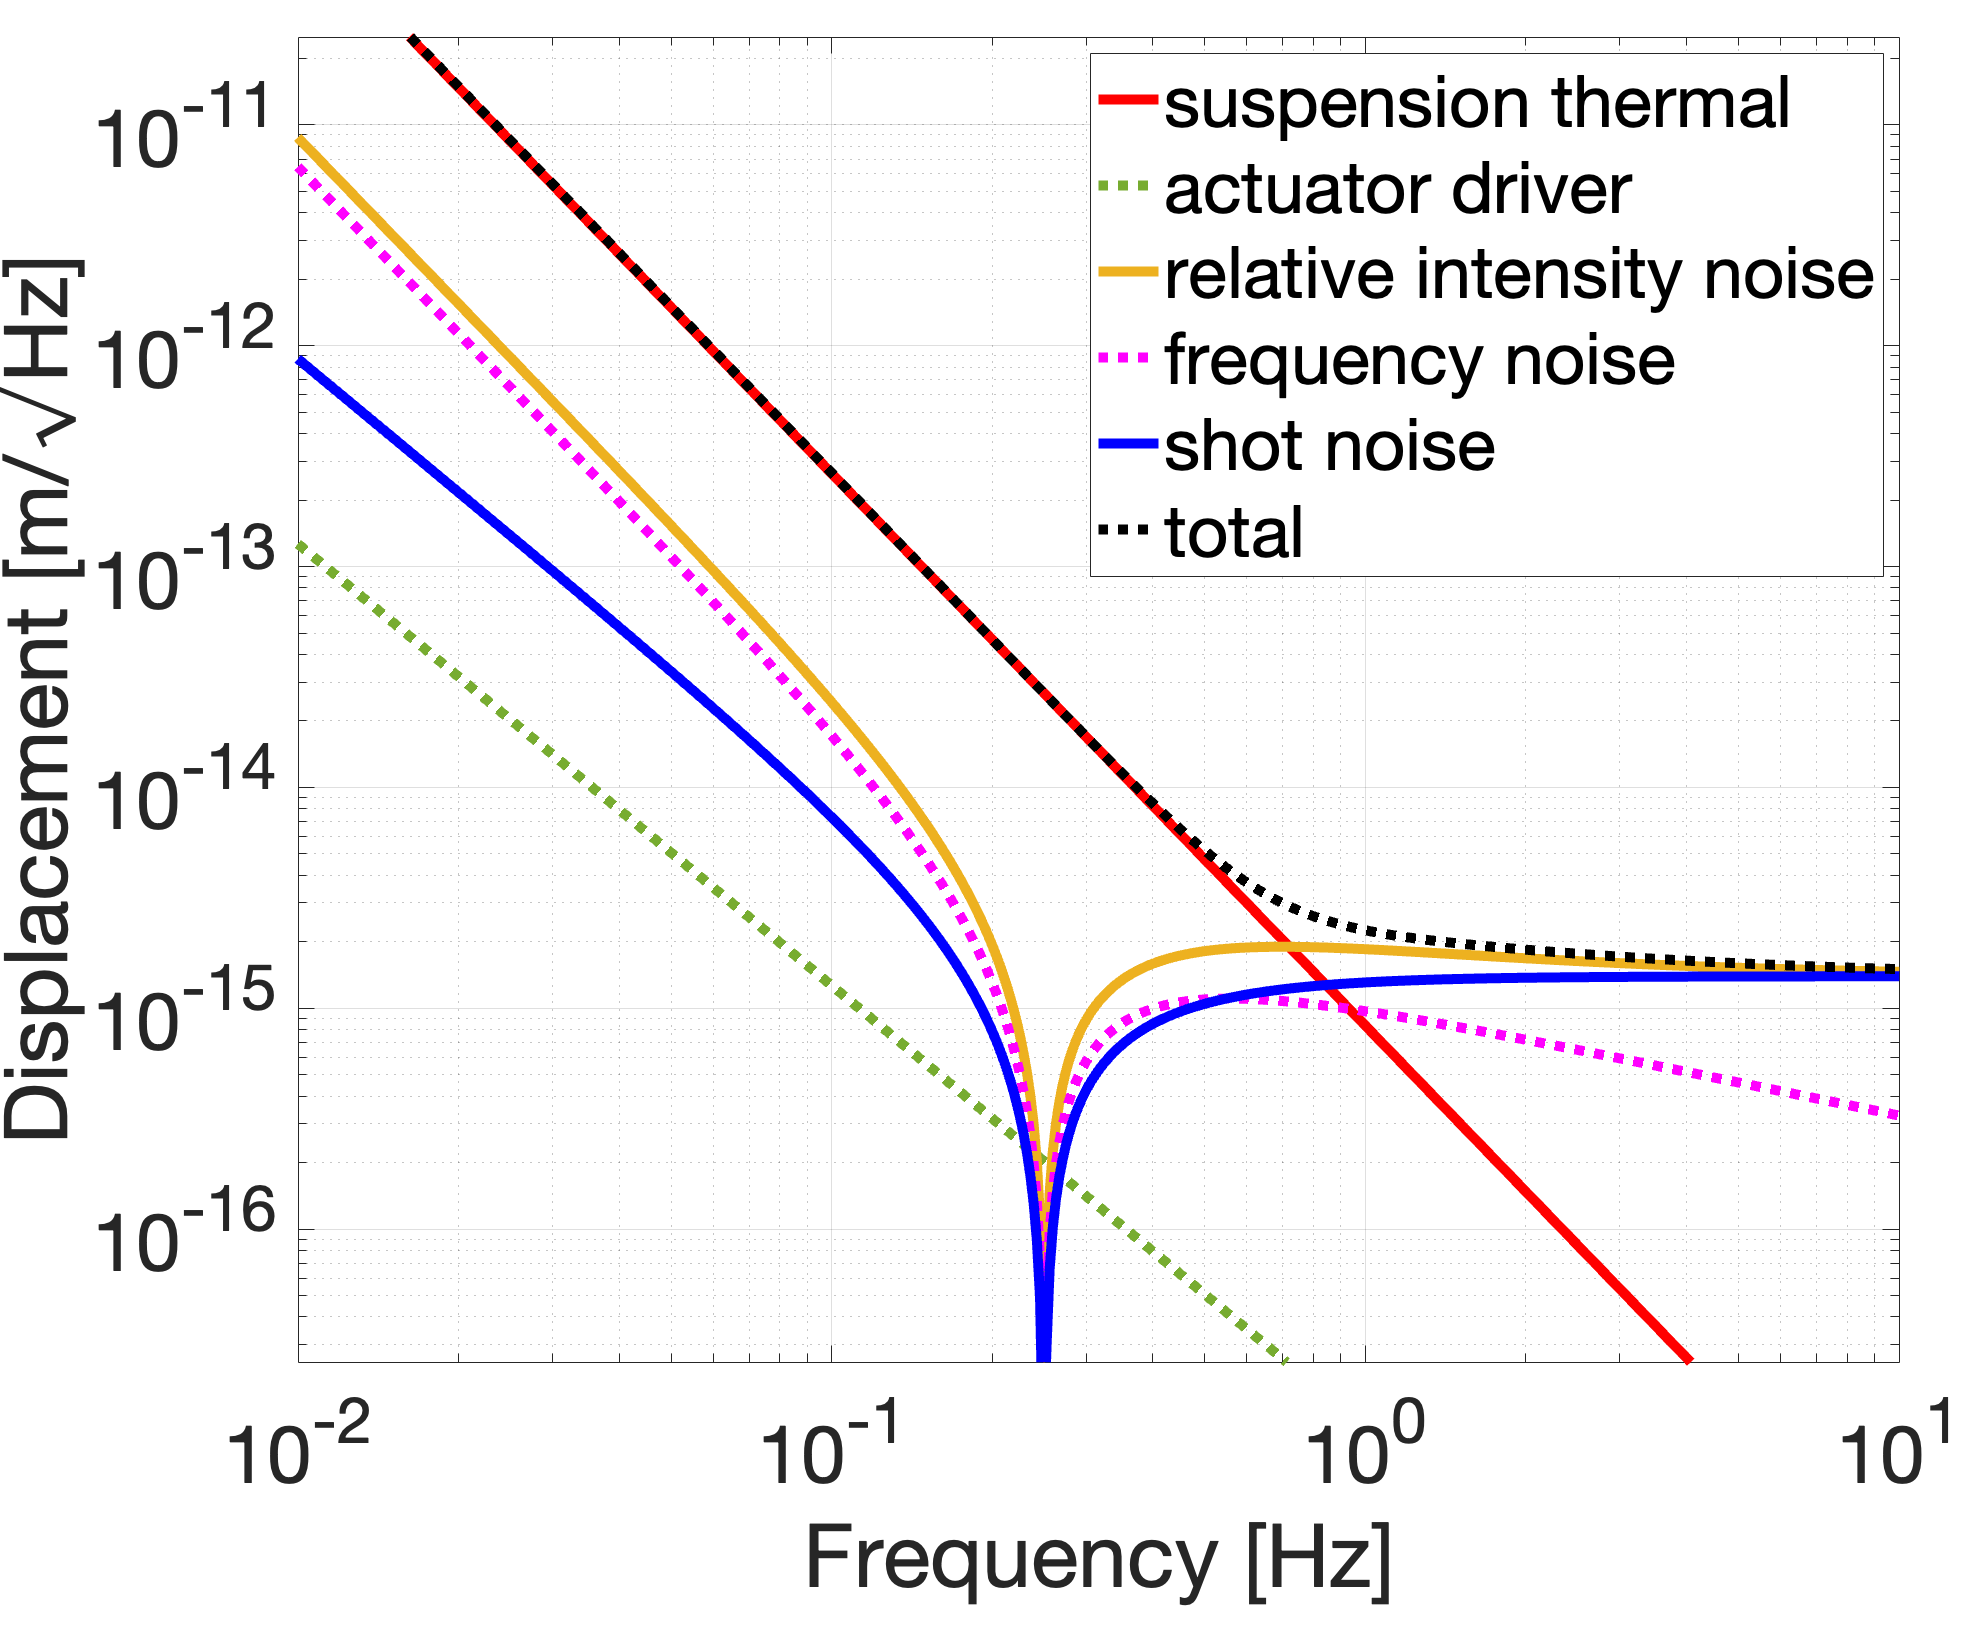 Displacement [m/√Hz]
10^-11
10^-12
10^-13
10^-14
10^-15
10^-16
suspension thermal
actuator driver
relative intensity noise
frequency noise
shot noise
total
10^-2 10^-1 10^0 10^1
Frequency [Hz]